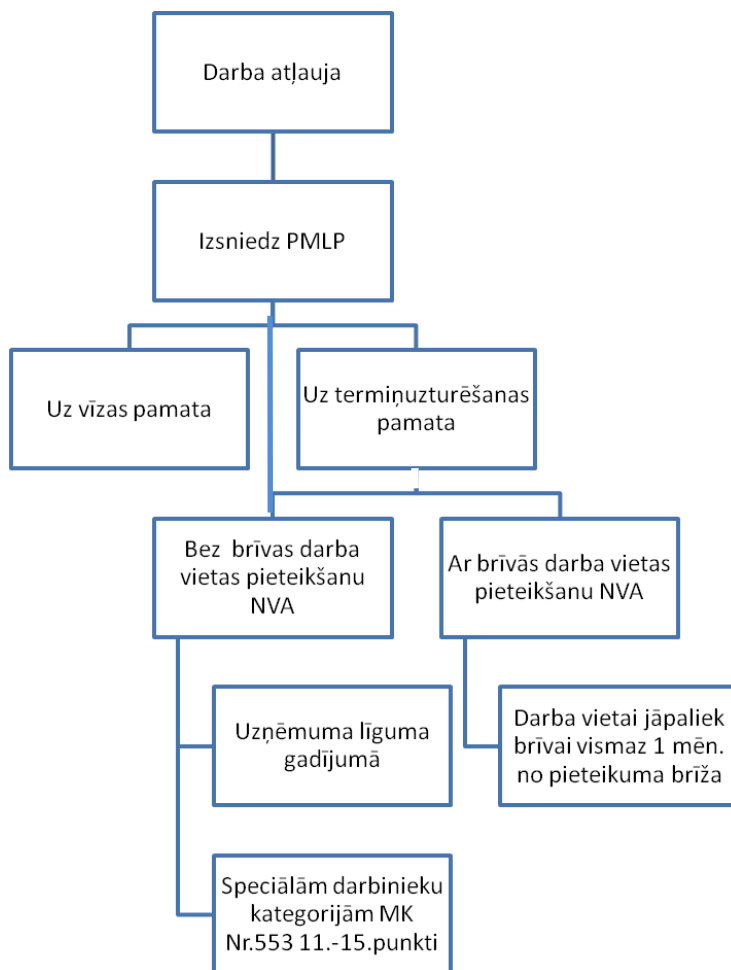 Darba atļauja
Izsniedz PMLP
Uz vīzas pamata
Uz termiņuzturēšanas
pamata
Bez brīvas darba
vietas pieteikšanu
NVA
Ar brīvās darba vietas
pieteikšanu NVA
Uzņēmuma līguma
gadījumā
Darba vietai jāpaliek
brīvai vismaz 1 mēn.
no pieteikuma brīža
Speciālām darbinieku
kategorijām MK
Nr.553 11.-15.punkti